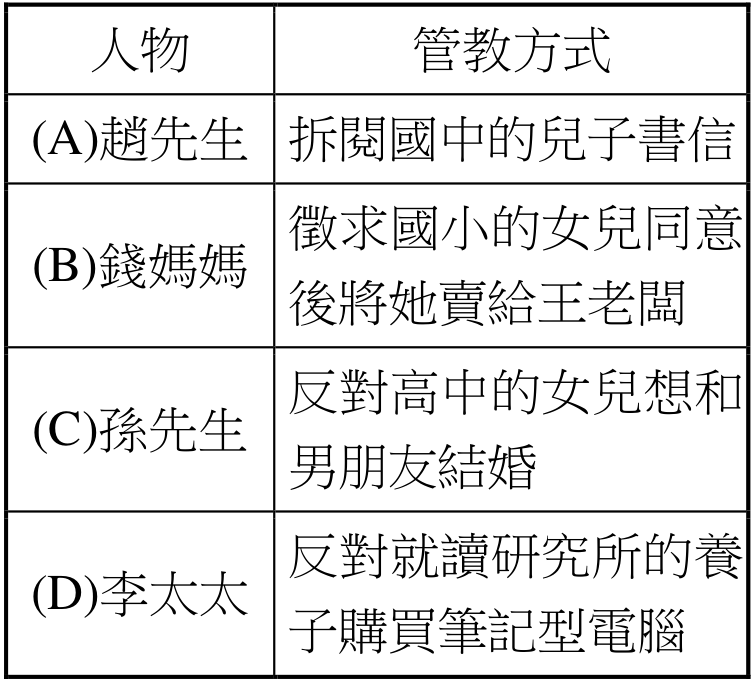 人物 管教方式
(A)趙先生 拆閱國中的兒子書信
(B)錢媽媽 徵求國小的女兒同意
後將她賣給王老闆
(C)孫先生 反對高中的女兒想和
男朋友結婚
(D)李太太 反對就讀研究所的養
子購買筆記型電腦